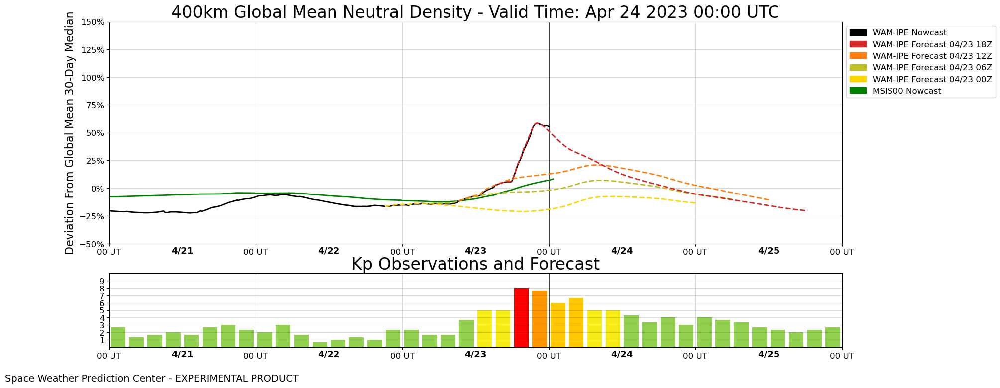 400km Global Mean Neutral Density - Valid Time: Apr 24 2023 00:00 UTC
Deviation From Global Mean 30-Day Median
150%
125%
100%
75%
50%
25%
0%
−25%
−50%
WAM-IPE Nowcast
WAM-IPE Forecast 04/23 18Z
WAM-IPE Forecast 04/23 12Z
WAM-IPE Forecast 04/23 06Z
WAM-IPE Forecast 04/23 00Z
MSIS00 Nowcast
00 UT 4/21 00 UT 4/22 00 UT 4/23 00 UT 4/24 00 UT 4/25 00 UT
Kp Observations and Forecast
9
8
7
6
5
4
3
2
1
00 UT 4/21 00 UT 4/22 00 UT 4/23 00 UT 4/24 00 UT 4/25 00 UT
Space Weather Prediction Center - EXPERIMENTAL PRODUCT